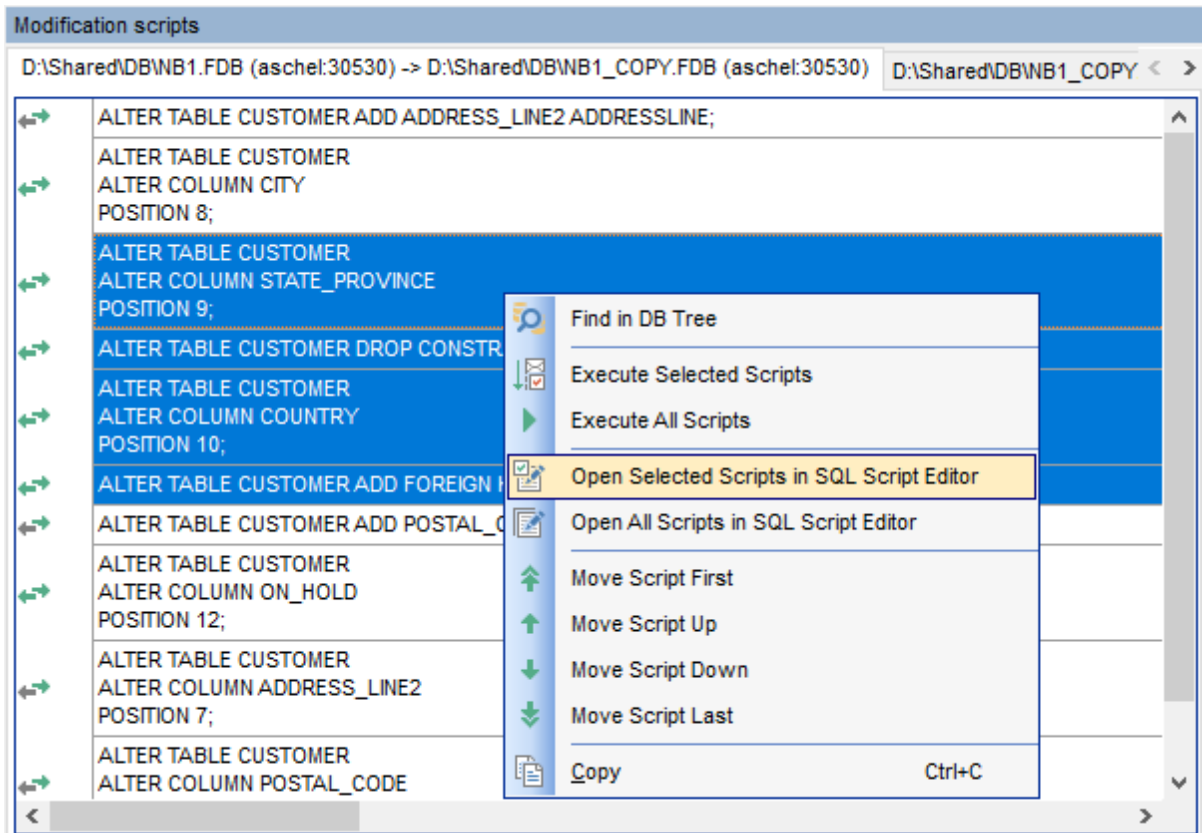 Modification scripts
D:\Shared\DB\NB1.FDB (aschel:30530) -> D:\Shared\DB\NB1_COPY.FDB (aschel:30530)
D:\Shared\DB\NB1_COPY
ALTER TABLE CUSTOMER ADD ADDRESS_LINE2 ADDRESSLINE;
ALTER TABLE CUSTOMER
ALTER COLUMN CITY
POSITION 8;
ALTER TABLE CUSTOMER
ALTER COLUMN STATE_PROVINCE
POSITION 9;
ALTER TABLE CUSTOMER DROP CONSTR
ALTER TABLE CUSTOMER
ALTER COLUMN COUNTRY
POSITION 10;
ALTER TABLE CUSTOMER ADD FOREIGN
ALTER TABLE CUSTOMER ADD POSTAL_
ALTER TABLE CUSTOMER
ALTER COLUMN ON_HOLD
POSITION 12;
ALTER TABLE CUSTOMER
ALTER COLUMN ADDRESS_LINE2
POSITION 7;
ALTER TABLE CUSTOMER
ALTER COLUMN POSTAL_CODE
Find in DB Tree
Execute Selected Scripts
Execute All Scripts
Open Selected Scripts in SQL Script Editor
Open All Scripts in SQL Script Editor
Move Script First
Move Script Up
Move Script Down
Move Script Last
Copy Ctrl+C